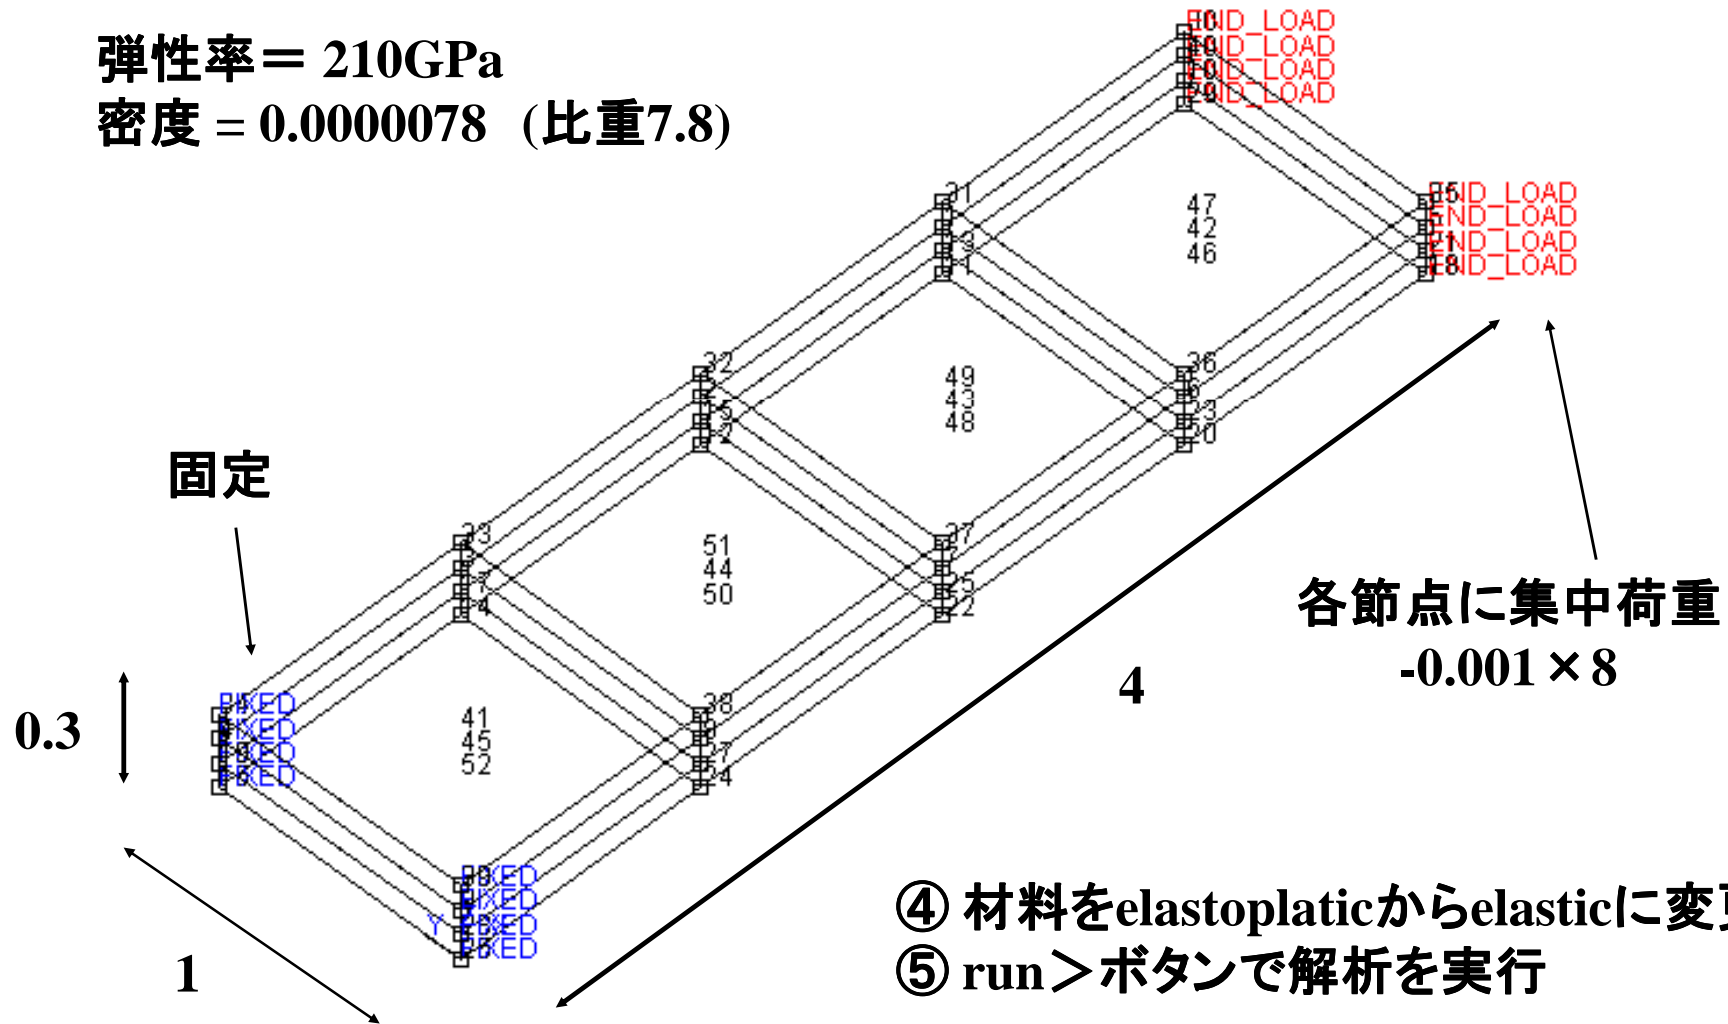 弾性率＝ 210GPa
密度 = 0.0000078 (比重7.8)
END_LOAD
END_LOAD
END_LOAD
END_LOAD
END_LOAD
END_LOAD
END_LOAD
END_LOAD
47
42
46
36
32
49
43
48
固定
51
44
50
各節点に集中荷重
-0.001×8
4
38
0.3
FIXED
FIXED
FIXED
FIXED
41
45
52
FIXED
FIXED
FIXED
FIXED
Y
1
④ 材料をelastoplaticからelasticに変
⑤ run＞ボタンで解析を実行